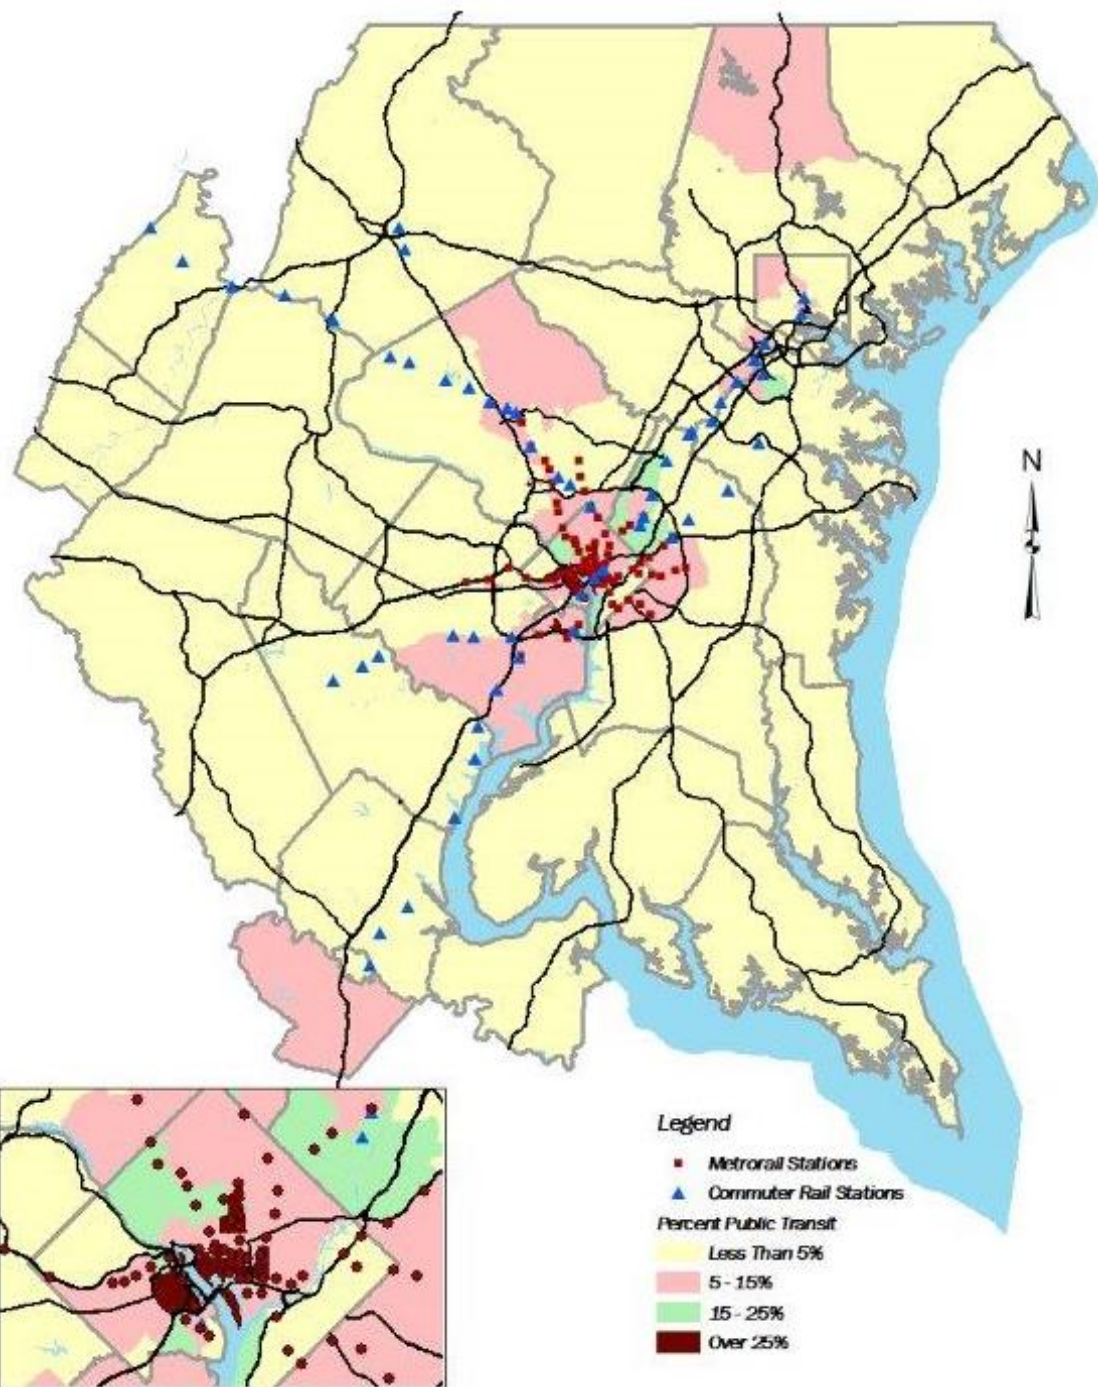 N
Legend
Metrorail Stations
Commuter Rail Stations
Percent Public Transit
Less Than 5%
5 - 15%
15 - 25%
Over 25%